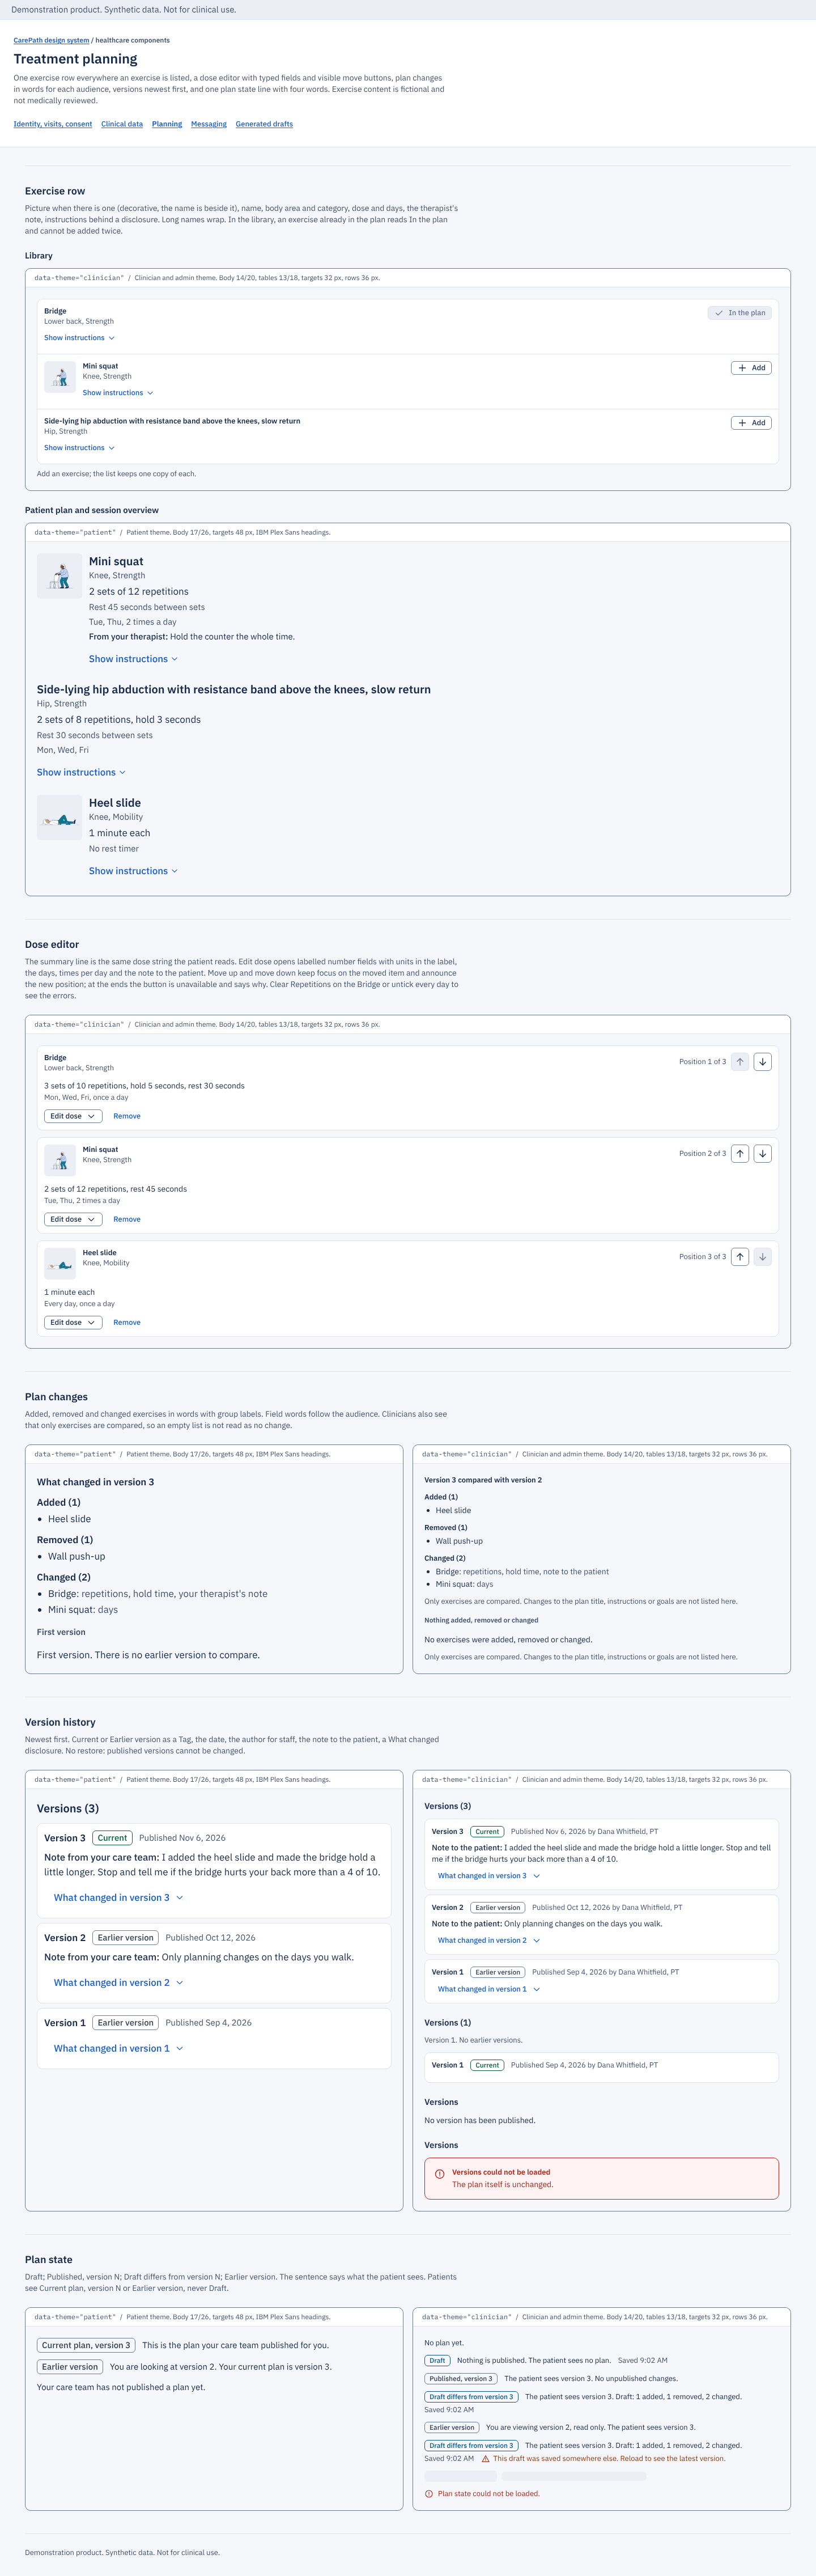 Demonstration product. Synthetic data. Not for clinical use.
CarePath design system / healthcare components
Treatment planning
One exercise row everywhere an exercise is listed, a dose editor with typed fields and visible move buttons, plan changes
in words for each audience, versions newest first, and one plan state line with four words. Exercise content is fictional and
not medically reviewed.
Identity, visits, consent Clinical data Planning Messaging Generated drafts
Exercise row
Picture when there is one (decorative, the name is beside it), name, body area and category, dose and days, the therapist's
note, instructions behind a disclosure. Long names wrap. In the library, an exercise already in the plan reads In the plan
and cannot be added twice.
Library
data-theme="clinician" / Clinician and admin theme. Body 14/20, tables 13/18, targets 32 px, rows 36 px.
Bridge
In the plan
Lower back, Strength
Show instructions
Mini squat
Add
Knee, Strength
Show instructions
Side-lying hip abduction with resistance band above the knees, slow return
Add
Hip, Strength
Show instructions
Add an exercise; the list keeps one copy of each.
Patient plan and session overview
data-theme="patient" / Patient theme. Body 17/26, targets 48 px, IBM Plex Sans headings.
Mini squat
Knee, Strength
2 sets of 12 repetitions
Rest 45 seconds between sets
Tue, Thu, 2 times a day
From your therapist: Hold the counter the whole time.
Show instructions
Side-lying hip abduction with resistance band above the knees, slow return
Hip, Strength
2 sets of 8 repetitions, hold 3 seconds
Rest 30 seconds between sets
Mon, Wed, Fri
Show instructions
Heel slide
Knee, Mobility
1 minute each
No rest timer
Show instructions
Dose editor
The summary line is the same dose string the patient reads. Edit dose opens labelled number fields with units in the label,
the days, times per day and the note to the patient. Move up and move down keep focus on the moved item and announce
the new position; at the ends the button is unavailable and says why. Clear Repetitions on the Bridge or untick every day to
see the errors.
data-theme="clinician" / Clinician and admin theme. Body 14/20, tables 13/18, targets 32 px, rows 36 px.
Bridge
Position 1 of 3
Lower back, Strength
3 sets of 10 repetitions, hold 5 seconds, rest 30 seconds
Mon, Wed, Fri, once a day
Edit dose Remove
Mini squat
Position 2 of 3
Knee, Strength
2 sets of 12 repetitions, rest 45 seconds
Tue, Thu, 2 times a day
Edit dose Remove
Heel slide
Position 3 of 3
Knee, Mobility
1 minute each
Every day, once a day
Edit dose Remove
Plan changes
Added, removed and changed exercises in words with group labels. Field words follow the audience. Clinicians also see
that only exercises are compared, so an empty list is not read as no change.
data-theme="patient" / Patient theme. Body 17/26, targets 48 px, IBM Plex Sans headings.
What changed in version 3
Added (1)
• Heel slide
Removed (1)
• Wall push-up
Changed (2)
• Bridge: repetitions, hold time, your therapist's note
• Mini squat: days
First version
First version. There is no earlier version to compare.
data-theme="clinician" / Clinician and admin theme. Body 14/20, tables 13/18, targets 32 px, rows 36 px.
Version 3 compared with version 2
Added (1)
• Heel slide
Removed (1)
• Wall push-up
Changed (2)
• Bridge: repetitions, hold time, note to the patient
• Mini squat: days
Only exercises are compared. Changes to the plan title, instructions or goals are not listed here.
Nothing added, removed or changed
No exercises were added, removed or changed.
Only exercises are compared. Changes to the plan title, instructions or goals are not listed here.
Version history
Newest first. Current or Earlier version as a Tag, the date, the author for staff, the note to the patient, a What changed
disclosure. No restore: published versions cannot be changed.
data-theme="patient" / Patient theme. Body 17/26, targets 48 px, IBM Plex Sans headings.
Versions (3)
Version 3 Current Published Nov 6, 2026
Note from your care team: I added the heel slide and made the bridge hold a
little longer. Stop and tell me if the bridge hurts your back more than a 4 of 10.
What changed in version 3
Version 2 Earlier version Published Oct 12, 2026
Note from your care team: Only planning changes on the days you walk.
What changed in version 2
Version 1 Earlier version Published Sep 4, 2026
What changed in version 1
data-theme="clinician" / Clinician and admin theme. Body 14/20, tables 13/18, targets 32 px, rows 36 px.
Versions (3)
Version 3 Current Published Nov 6, 2026 by Dana Whitfield, PT
Note to the patient: I added the heel slide and made the bridge hold a little longer. Stop and tell
me if the bridge hurts your back more than a 4 of 10.
What changed in version 3
Version 2 Earlier version Published Oct 12, 2026 by Dana Whitfield, PT
Note to the patient: Only planning changes on the days you walk.
What changed in version 2
Version 1 Earlier version Published Sep 4, 2026 by Dana Whitfield, PT
What changed in version 1
Versions (1)
Version 1. No earlier versions.
Version 1 Current Published Sep 4, 2026 by Dana Whitfield, PT
Versions
No version has been published.
Versions
Versions could not be loaded
The plan itself is unchanged.
Plan state
Draft; Published, version N; Draft differs from version N; Earlier version. The sentence says what the patient sees. Patients
see Current plan, version N or Earlier version, never Draft.
data-theme="patient" / Patient theme. Body 17/26, targets 48 px, IBM Plex Sans headings.
Current plan, version 3 This is the plan your care team published for you.
Earlier version You are looking at version 2. Your current plan is version 3.
Your care team has not published a plan yet.
data-theme="clinician" / Clinician and admin theme. Body 14/20, tables 13/18, targets 32 px, rows 36 px.
No plan yet.
Draft Nothing is published. The patient sees no plan. Saved 9:02 AM
Published, version 3 The patient sees version 3. No unpublished changes.
Draft differs from version 3 The patient sees version 3. Draft: 1 added, 1 removed, 2 changed.
Saved 9:02 AM
Earlier version You are viewing version 2, read only. The patient sees version 3.
Draft differs from version 3 The patient sees version 3. Draft: 1 added, 1 removed, 2 changed.
Saved 9:02 AM This draft was saved somewhere else. Reload to see the latest version.
Plan state could not be loaded.
Demonstration product. Synthetic data. Not for clinical use.